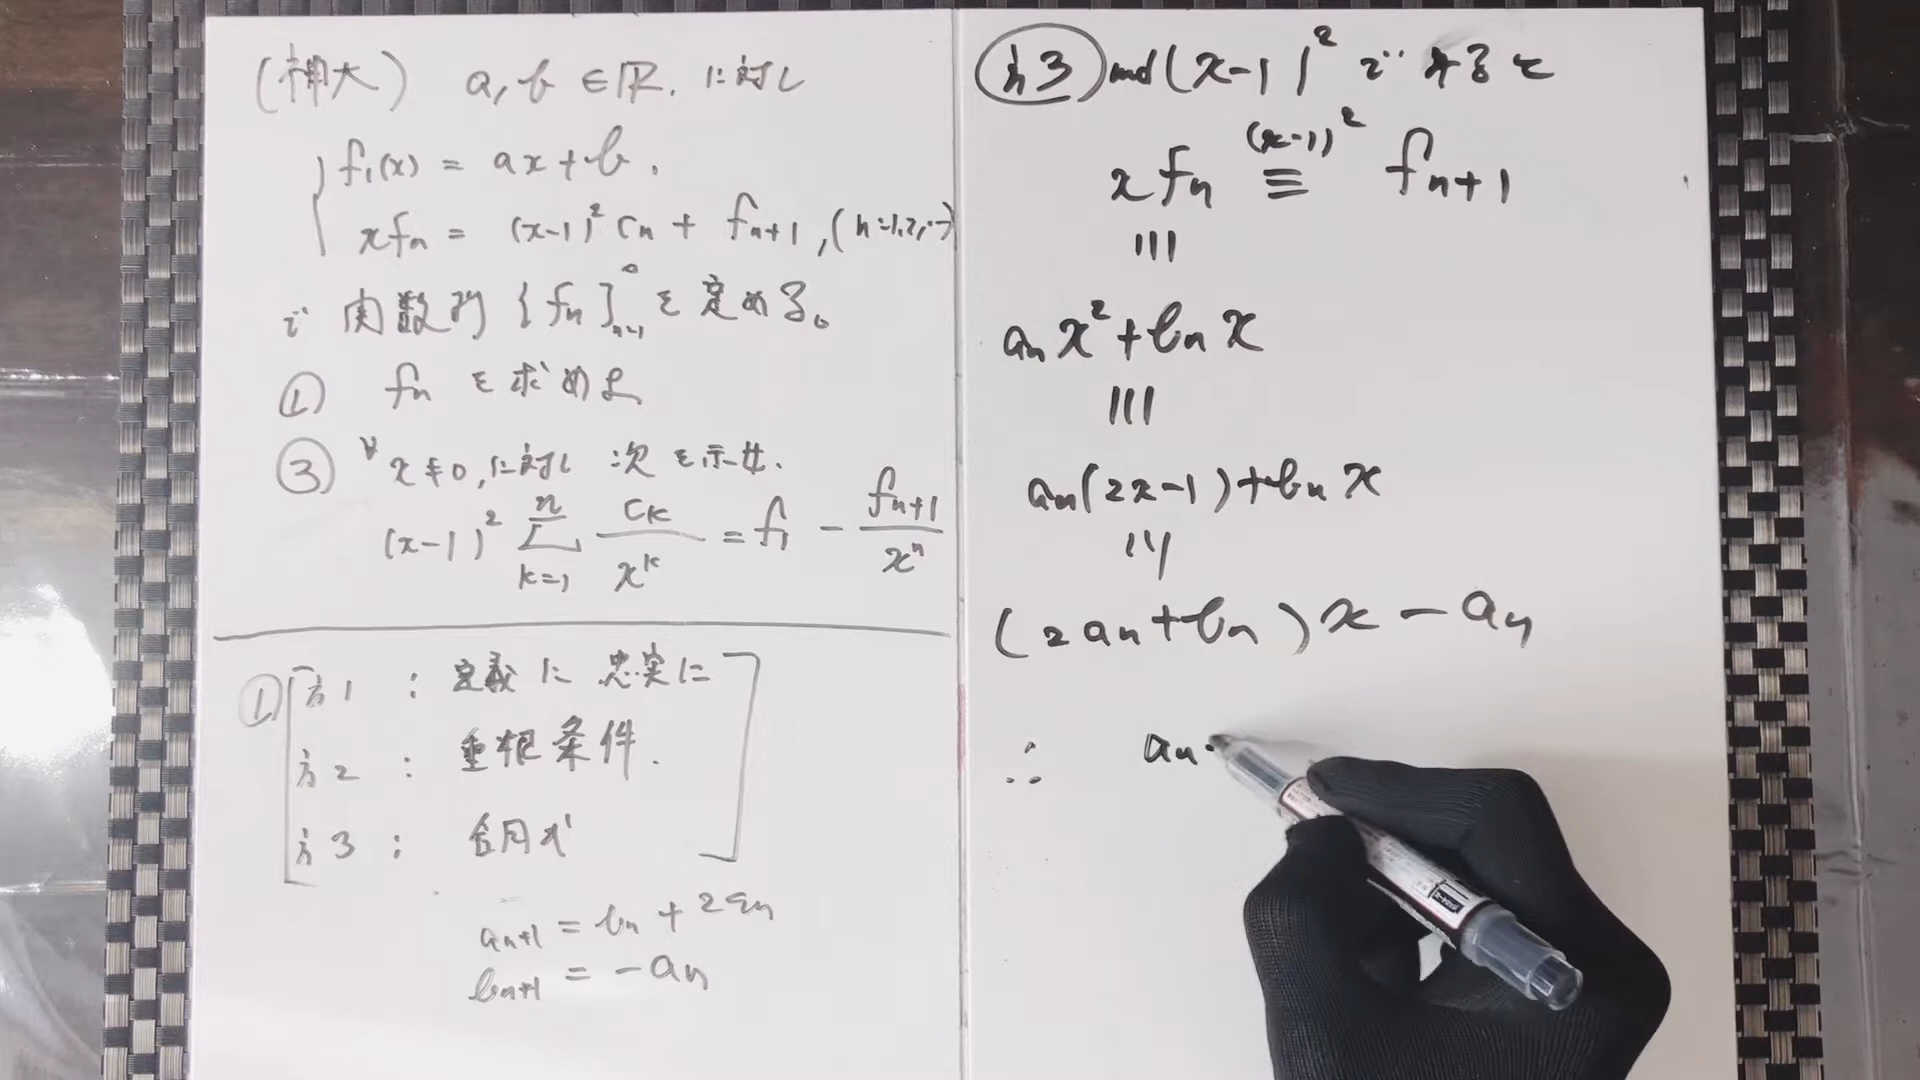 (神大) a, b ∈ ℝ, に対し
f₁(x) = ax + b,
xfₙ = (x-1)² Cₙ + fₙ₊₁, (n=1,2,…)
で 関数列 {fₙ}ₙ₌₁ を定める。
① fₙ を求めよ
③ ∀x≠0, に対し 次を示せ.
(x-1)² Σₖ₌₁ⁿ Cₖ/xᵏ = f₁ - fₙ₊₁/xⁿ
① 方1 : 定義に 忠実に
方2 : 重根条件.
方3 : 合同式
aₙ₊₁ = bₙ + 2aₙ
bₙ₊₁ = -aₙ
方3 mod (x-1)² で 考ると
xfₙ ≡ fₙ₊₁
(x-1)²
|||
aₙx² + bₙx
|||
aₙ(2x-1) + bₙx
||
(2aₙ + bₙ)x - aₙ
∴ aₙ